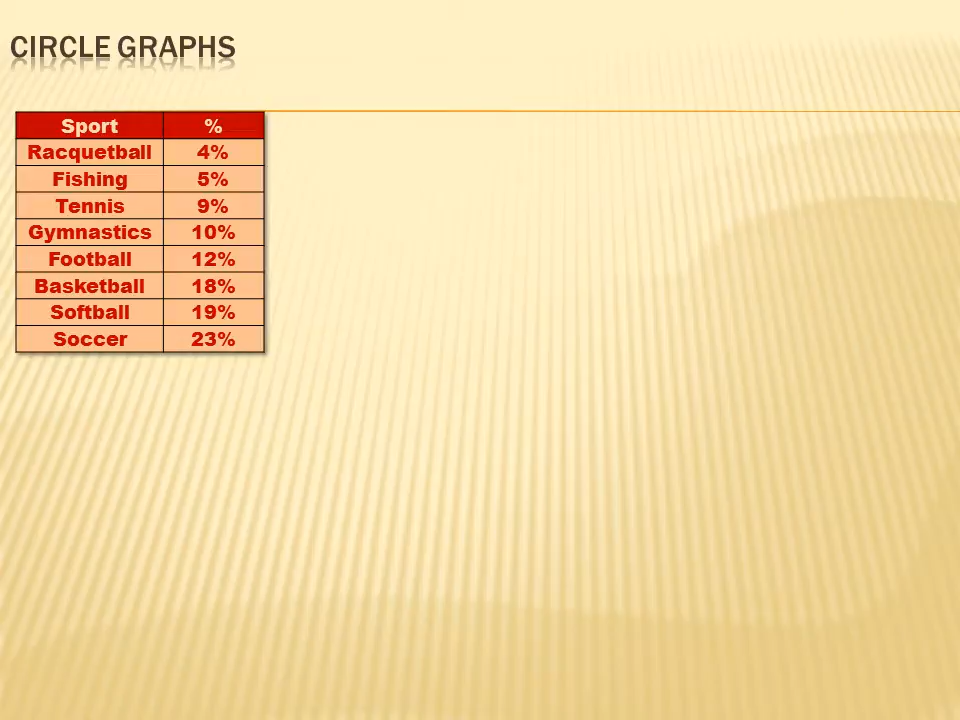 CIRCLE GRAPHS
Sport %
Racquetball 4%
Fishing 5%
Tennis 9%
Gymnastics 10%
Football 12%
Basketball 18%
Softball 19%
Soccer 23%